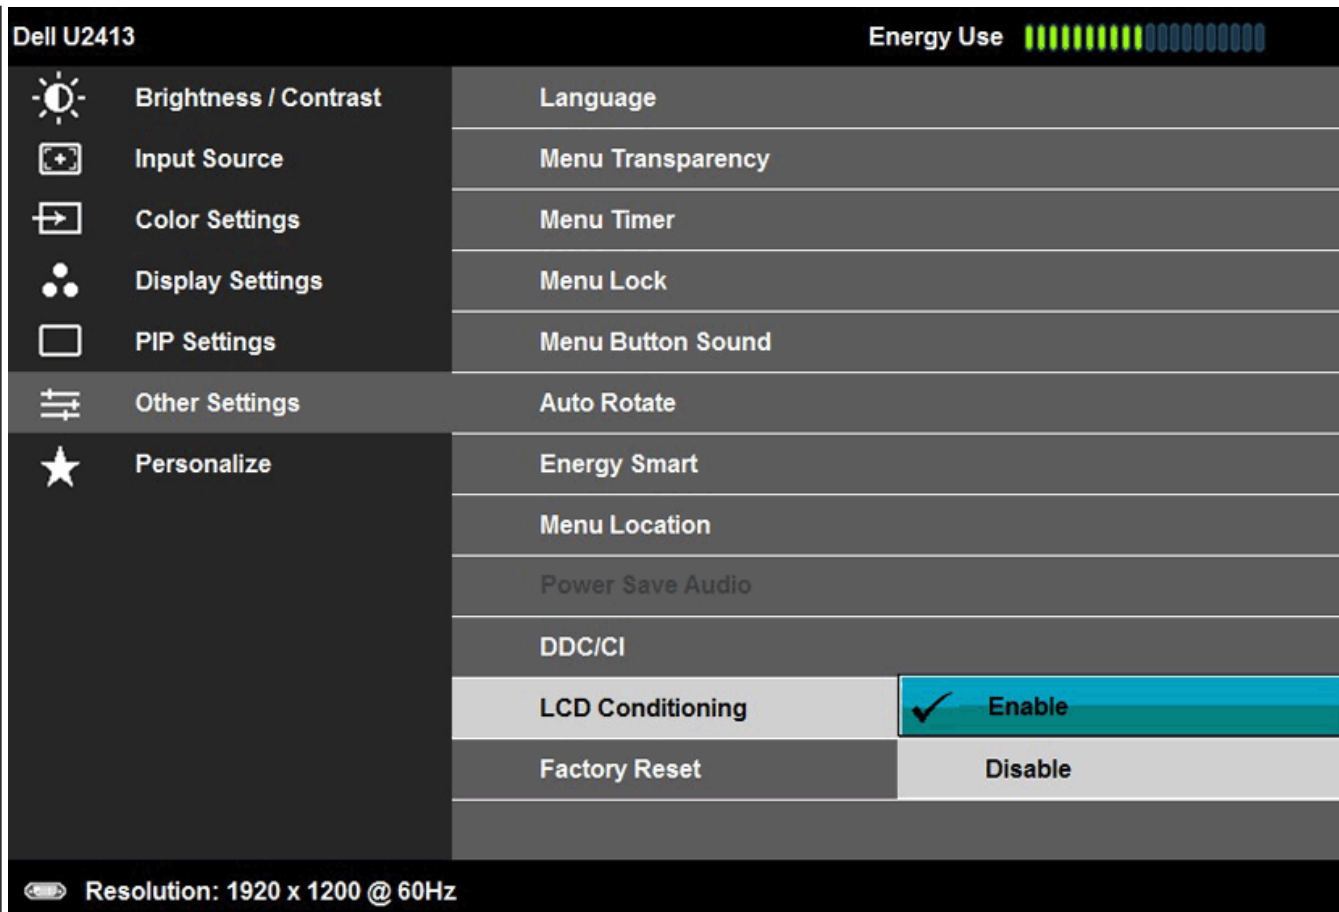 Dell U2413
Energy Use
Brightness / Contrast
Input Source
Color Settings
Display Settings
PIP Settings
Other Settings
Personalize
Language
Menu Transparency
Menu Timer
Menu Lock
Menu Button Sound
Auto Rotate
Energy Smart
Menu Location
Power Save Audio
DDC/CI
LCD Conditioning
Enable
Disable
Factory Reset
Resolution: 1920 x 1200 @ 60Hz